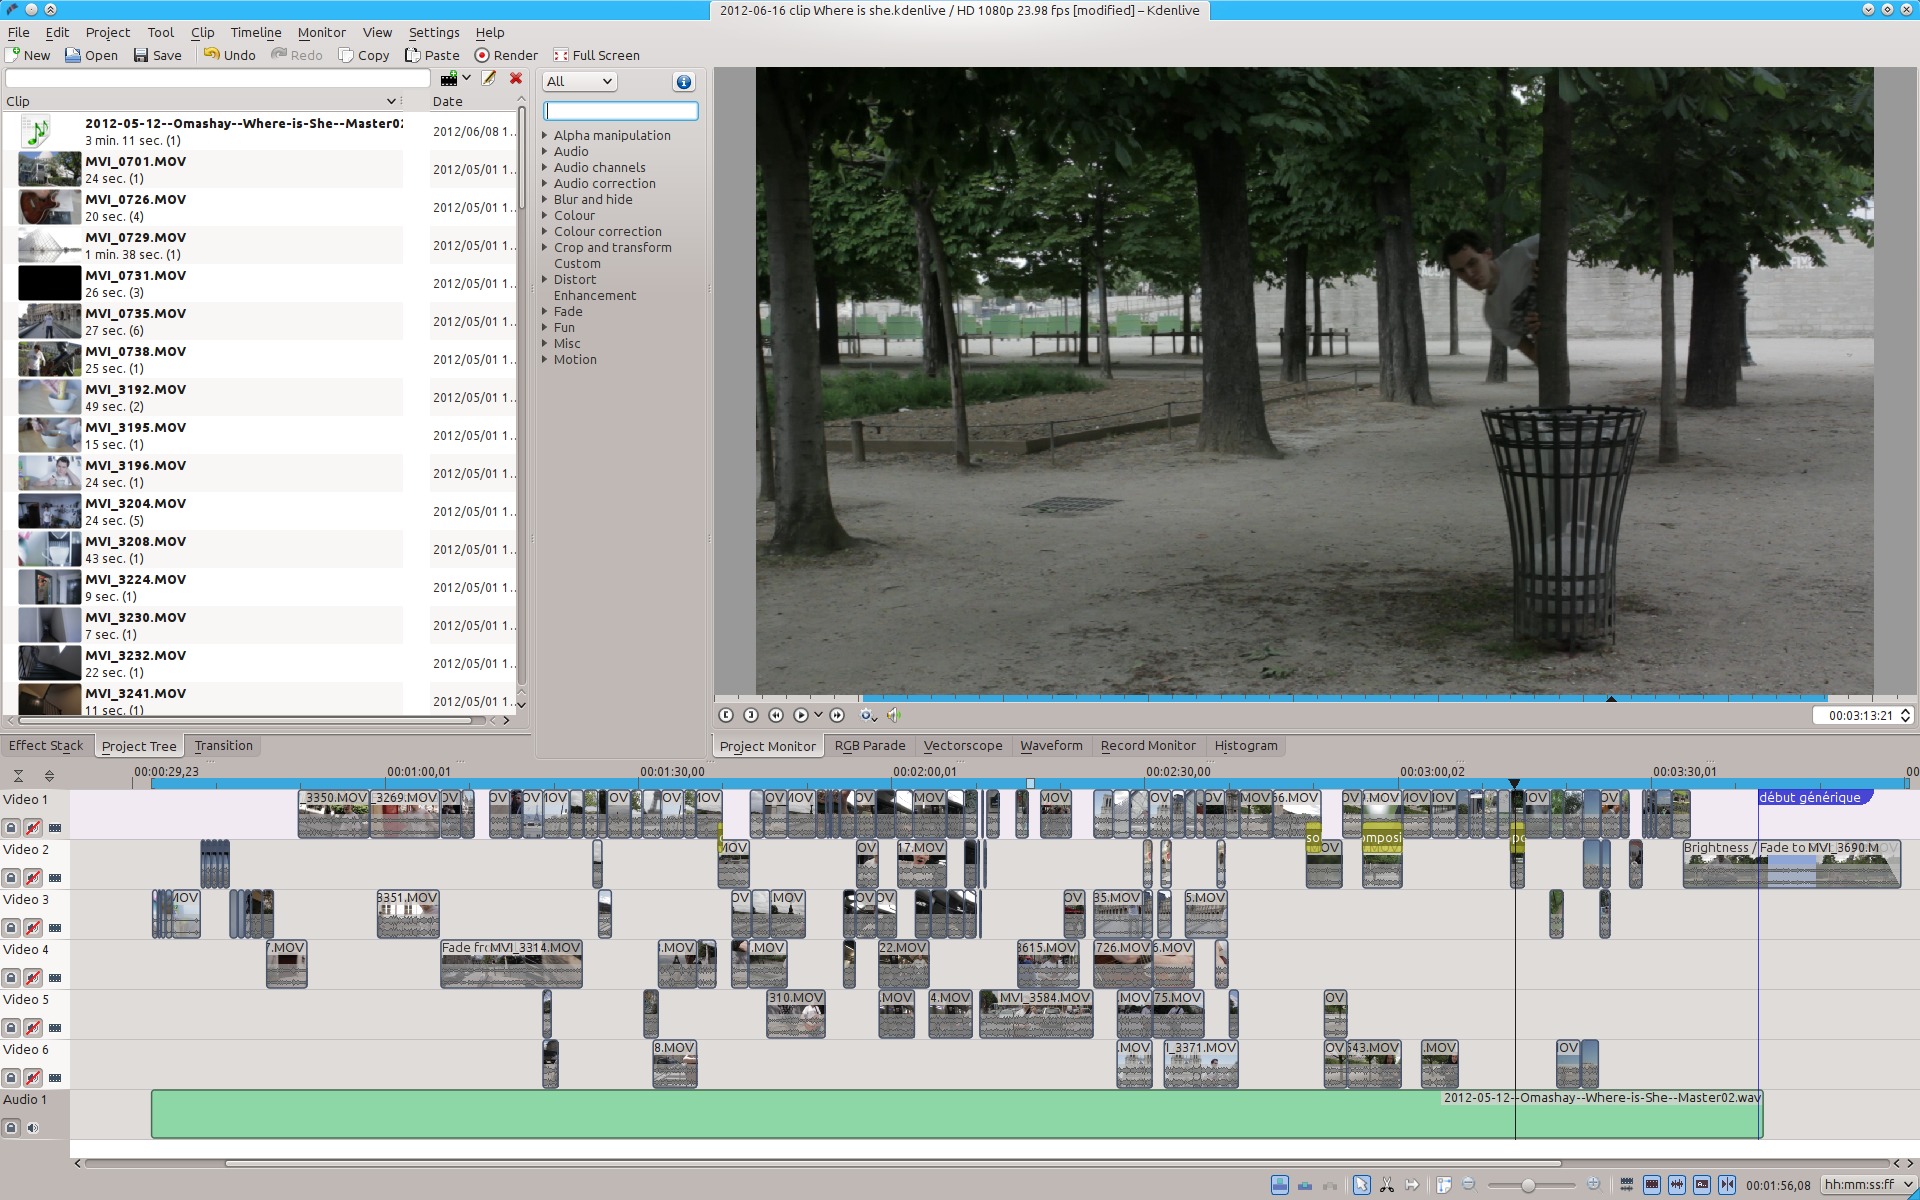 2012-06-16 clip Where is she.kdenlive / HD 1080p 23.98 fps [modified] – Kdenlive
File Edit Project Tool Clip Timeline Monitor View Settings Help
New Open Save Undo Redo Copy Paste Render Full Screen
All
Clip Date
2012-05-12--Omashay--Where-is-She--Master02
3 min. 11 sec. (1)
2012/06/08 1..
MVI_0701.MOV
24 sec. (1)
2012/05/01 1..
MVI_0726.MOV
20 sec. (4)
2012/05/01 1..
MVI_0729.MOV
1 min. 38 sec. (1)
2012/05/01 1..
MVI_0731.MOV
26 sec. (3)
2012/05/01 1..
MVI_0735.MOV
27 sec. (6)
2012/05/01 1..
MVI_0738.MOV
25 sec. (1)
2012/05/01 1..
MVI_3192.MOV
49 sec. (2)
2012/05/01 1..
MVI_3195.MOV
15 sec. (1)
2012/05/01 1..
MVI_3196.MOV
24 sec. (1)
2012/05/01 1..
MVI_3204.MOV
24 sec. (5)
2012/05/01 1..
MVI_3208.MOV
43 sec. (1)
2012/05/01 1..
MVI_3224.MOV
9 sec. (1)
2012/05/01 1..
MVI_3230.MOV
7 sec. (1)
2012/05/01 1..
MVI_3232.MOV
22 sec. (1)
2012/05/01 1..
MVI_3241.MOV
11 sec. (1)
2012/05/01 1..
Alpha manipulation
Audio
Audio channels
Audio correction
Blur and hide
Colour
Colour correction
Crop and transform
Custom
Distort
Enhancement
Fade
Fun
Misc
Motion
00:03:13:21
Effect Stack Project Tree Transition
Project Monitor RGB Parade Vectorscope Waveform Record Monitor Histogram
00:00:29,23 00:01:00,01 00:01:30,00 00:02:00,01 00:02:30,00 00:03:00,02 00:03:30,01 00
Video 1
_3350.MOV _3269.MOV OV OV OV IOV OV OV MOV OV MOV OV MOV MOV OV OV MOV 66.MOV OV ).MOV MOV IOV IOV OV
début générique
so omposi po
Video 2
MOV OV 17.MOV OV MOV Brightness / Fade to MVI_3690.MOV
Video 3
MOV 3351.MOV OV MOV OV OV 35.MOV 5.MOV
Video 4
7.MOV Fade fro MVI_3314.MOV .MOV .MOV 22.MOV 3615.MOV 726.MOV 6.MOV
Video 5
310.MOV .MOV 4.MOV MVI_3584.MOV .MOV 75.MOV OV
Video 6
8.MOV .MOV I_3371.MOV OV 543.MOV .MOV IOV
Audio 1
2012-05-12--Omashay--Where-is-She--Master02.wav
00:01:56,08 hh:mm:ss:ff